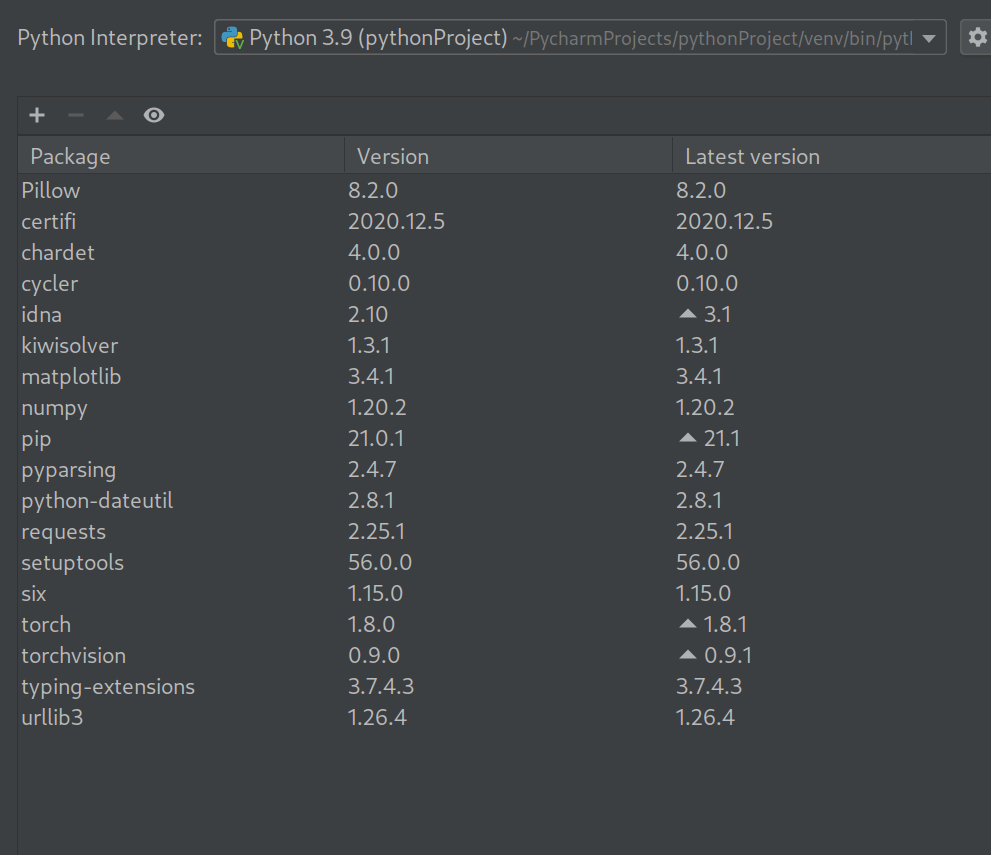 Python Interpreter: Python 3.9 (pythonProject) ~/PycharmProjects/pythonProject/venv/bin/pyt
Package Version Latest version
Pillow 8.2.0 8.2.0
certifi 2020.12.5 2020.12.5
chardet 4.0.0 4.0.0
cycler 0.10.0 0.10.0
idna 2.10 3.1
kiwisolver 1.3.1 1.3.1
matplotlib 3.4.1 3.4.1
numpy 1.20.2 1.20.2
pip 21.0.1 21.1
pyparsing 2.4.7 2.4.7
python-dateutil 2.8.1 2.8.1
requests 2.25.1 2.25.1
setuptools 56.0.0 56.0.0
six 1.15.0 1.15.0
torch 1.8.0 1.8.1
torchvision 0.9.0 0.9.1
typing-extensions 3.7.4.3 3.7.4.3
urllib3 1.26.4 1.26.4